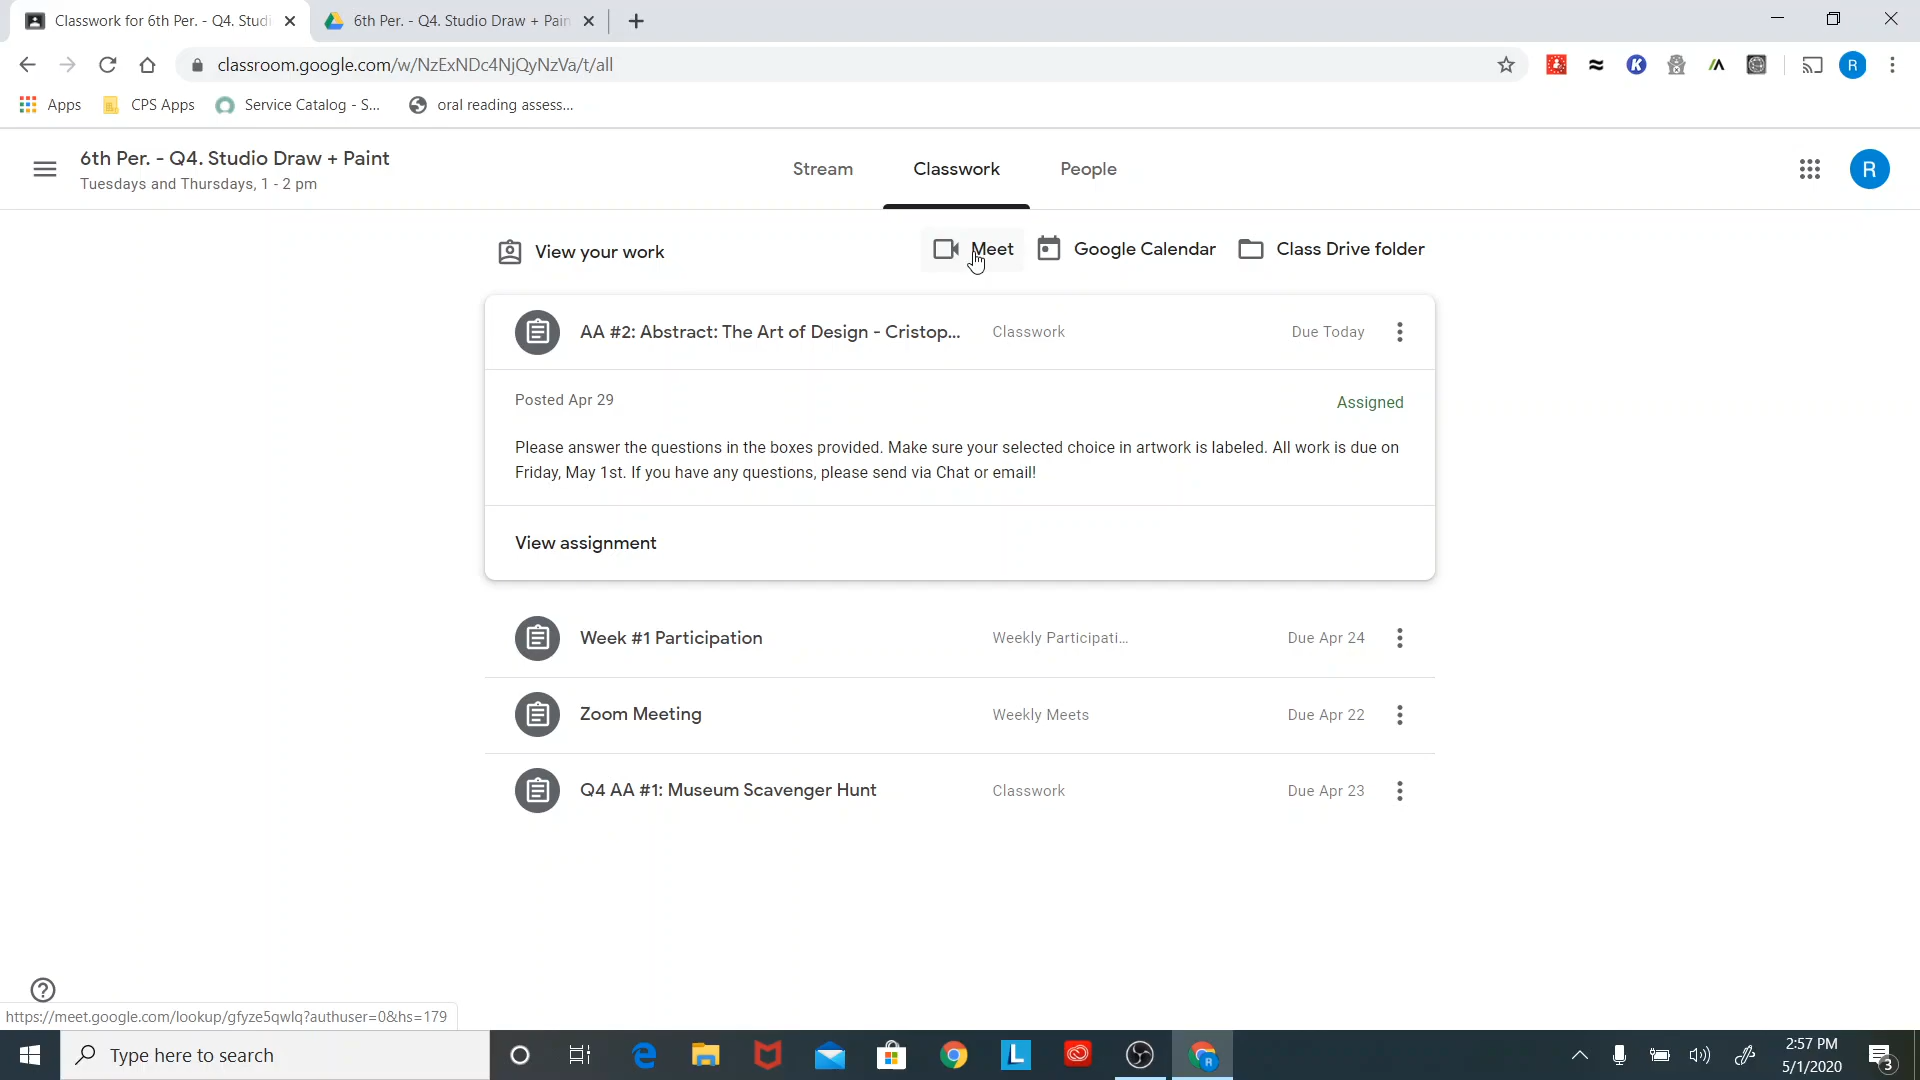 Classwork for 6th Per. - Q4. Studi
6th Per. - Q4. Studio Draw + Pain
classroom.google.com/w/NzExNDc4NjQyNzVa/t/all
R
Apps
CPS Apps
Service Catalog - S...
oral reading assess...
6th Per. - Q4. Studio Draw + Paint
Tuesdays and Thursdays, 1 - 2 pm
Stream
Classwork
People
R
View your work
Meet
Google Calendar
Class Drive folder
AA #2: Abstract: The Art of Design - Cristop...
Classwork
Due Today
Posted Apr 29
Assigned
Please answer the questions in the boxes provided. Make sure your selected choice in artwork is labeled. All work is due on
Friday, May 1st. If you have any questions, please send via Chat or email!
View assignment
Week #1 Participation
Weekly Participati...
Due Apr 24
Zoom Meeting
Weekly Meets
Due Apr 22
Q4 AA #1: Museum Scavenger Hunt
Classwork
Due Apr 23
https://meet.google.com/lookup/gfyze5qwlq?authuser=0&hs=179
Type here to search
L
R
2:57 PM
5/1/2020
3